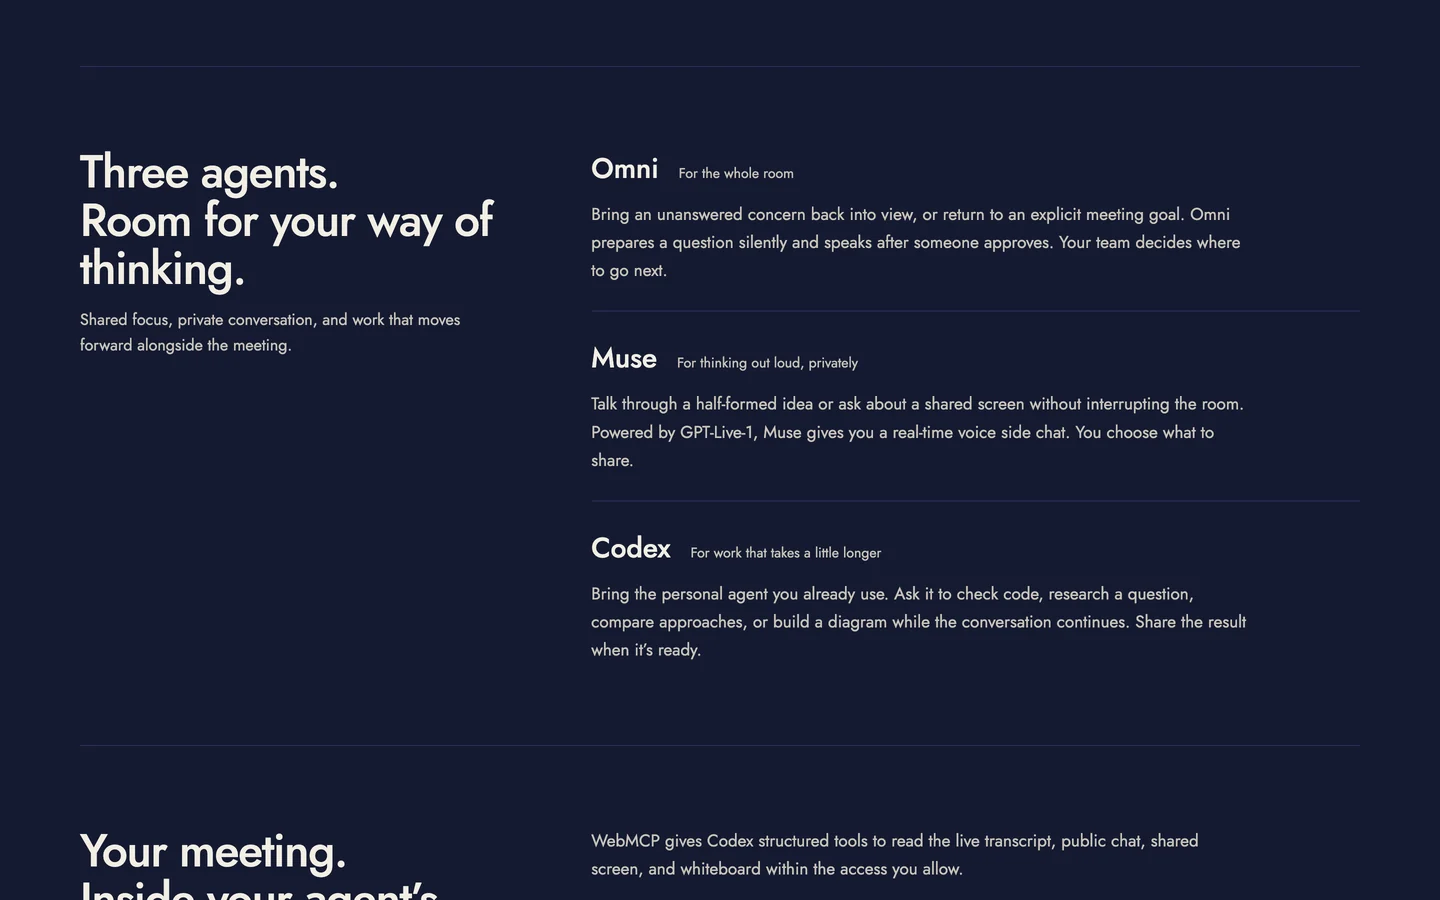 Three agents.
Room for your way of
thinking.
Shared focus, private conversation, and work that moves
forward alongside the meeting.
Omni For the whole room
Bring an unanswered concern back into view, or return to an explicit meeting goal. Omni
prepares a question silently and speaks after someone approves. Your team decides where
to go next.
Muse For thinking out loud, privately
Talk through a half-formed idea or ask about a shared screen without interrupting the room.
Powered by GPT-Live-1, Muse gives you a real-time voice side chat. You choose what to
share.
Codex For work that takes a little longer
Bring the personal agent you already use. Ask it to check code, research a question,
compare approaches, or build a diagram while the conversation continues. Share the result
when it’s ready.
Your meeting.
Inside your agent’s
WebMCP gives Codex structured tools to read the live transcript, public chat, shared
screen, and whiteboard within the access you allow.